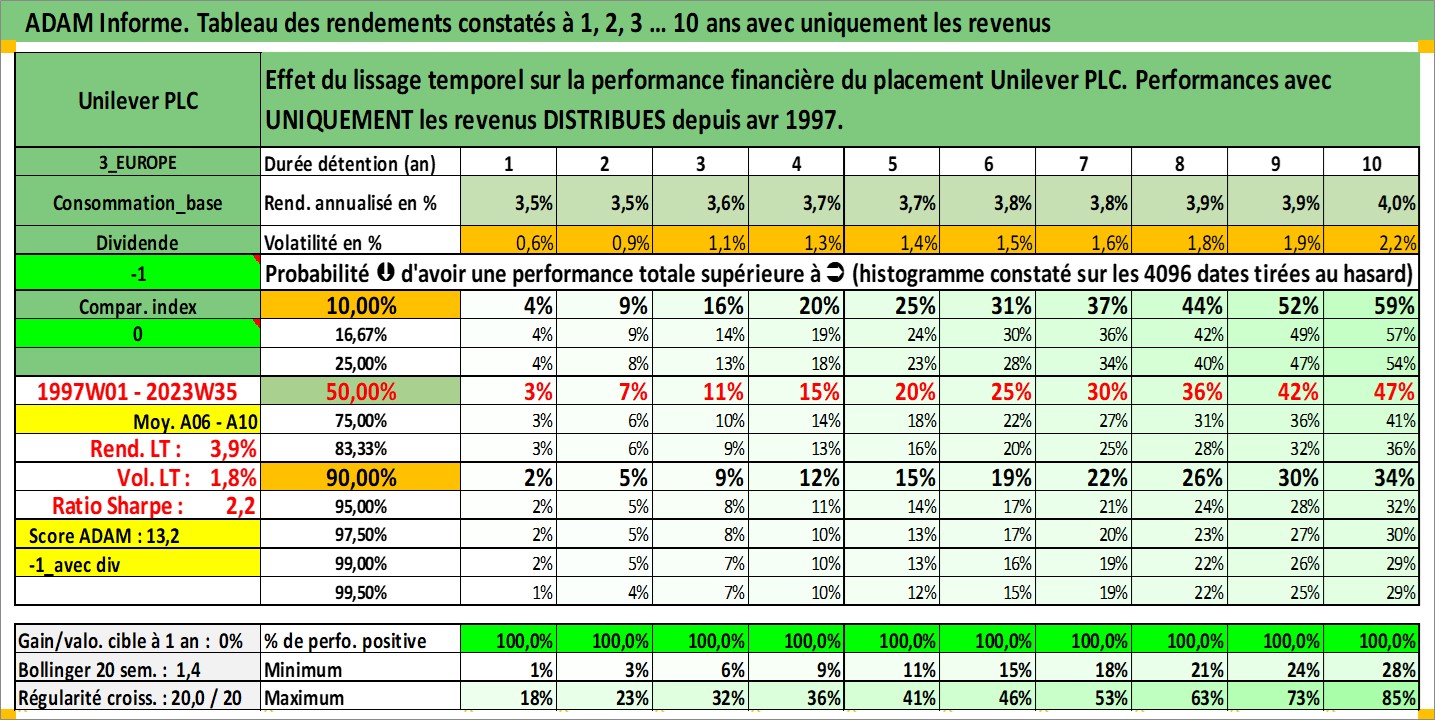 ADAM Informe. Tableau des rendements constatés à 1, 2, 3 ... 10 ans avec uniquement les revenus
Unilever PLC
Effet du lissage temporel sur la performance financière du placement Unilever PLC. Performances avec
UNIQUEMENT les revenus DISTRIBUES depuis avr 1997.
3_EUROPE Durée détention (an) 1 2 3 4 5 6 7 8 9 10
Consommation_base Rend. annualisé en % 3,5% 3,5% 3,6% 3,7% 3,7% 3,8% 3,8% 3,9% 3,9% 4,0%
Dividende Volatilité en % 0,6% 0,9% 1,1% 1,3% 1,4% 1,5% 1,6% 1,8% 1,9% 2,2%
-1 Probabilité d'avoir une performance totale supérieure à (histogramme constaté sur les 4096 dates tirées au hasard)
Compar. index 10,00% 4% 9% 16% 20% 25% 31% 37% 44% 52% 59%
0 16,67% 4% 9% 14% 19% 24% 30% 36% 42% 49% 57%
25,00% 4% 8% 13% 18% 23% 28% 34% 40% 47% 54%
1997W01 - 2023W35 50,00% 3% 7% 11% 15% 20% 25% 30% 36% 42% 47%
Moy. A06 - A10 75,00% 3% 6% 10% 14% 18% 22% 27% 31% 36% 41%
Rend. LT : 3,9% 83,33% 3% 6% 9% 13% 16% 20% 25% 28% 32% 36%
Vol. LT : 1,8% 90,00% 2% 5% 9% 12% 15% 19% 22% 26% 30% 34%
Ratio Sharpe : 2,2 95,00% 2% 5% 8% 11% 14% 17% 21% 24% 28% 32%
Score ADAM : 13,2 97,50% 2% 5% 8% 10% 13% 17% 20% 23% 27% 30%
-1_avec div 99,00% 2% 5% 7% 10% 13% 16% 19% 22% 26% 29%
99,50% 1% 4% 7% 10% 12% 15% 19% 22% 25% 29%
Gain/valo. cible à 1 an : 0% % de perfo. positive 100,0% 100,0% 100,0% 100,0% 100,0% 100,0% 100,0% 100,0% 100,0% 100,0%
Bollinger 20 sem. : 1,4 Minimum 1% 3% 6% 9% 11% 15% 18% 21% 24% 28%
Régularité croiss. : 20,0 / 20 Maximum 18% 23% 32% 36% 41% 46% 53% 63% 73% 85%